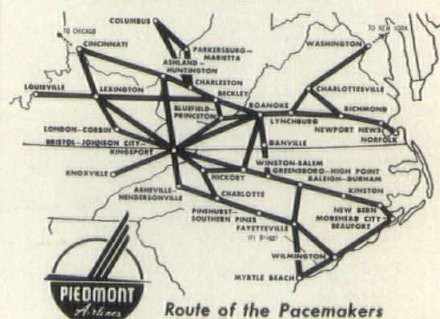 TO CHICAGO
COLUMBUS
TO NEW YORK
CINCINNATI
PARKERSBURG-
MARIETTA
WASHINGTON
ASHLAND-
HUNTINGTON
CHARLESTON
LOUISVILLE
LEXINGTON
BECKLEY
CHARLOTTESVILLE
BLUEFIELD-
PRINCETON
ROANOKE
RICHMOND
LYNCHBURG
LONDON-CORBIN
NEWPORT NEWS
NORFOLK
BRISTOL-JOHNSON CITY-
KINGSPORT
DANVILLE
WINSTON-SALEM
GREENSBORO-HIGH POINT
KNOXVILLE
HICKORY
RALEIGH-DURHAM
ASHEVILLE-
HENDERSONVILLE
CHARLOTTE
KINSTON
PINEHURST-
SOUTHERN PINES
NEW BERN
MOREHEAD CITY-
BEAUFORT
FAYETTEVILLE
(Ft Bragg)
WILMINGTON
MYRTLE BEACH
PIEDMONT
Airlines
Route of the Pacemakers